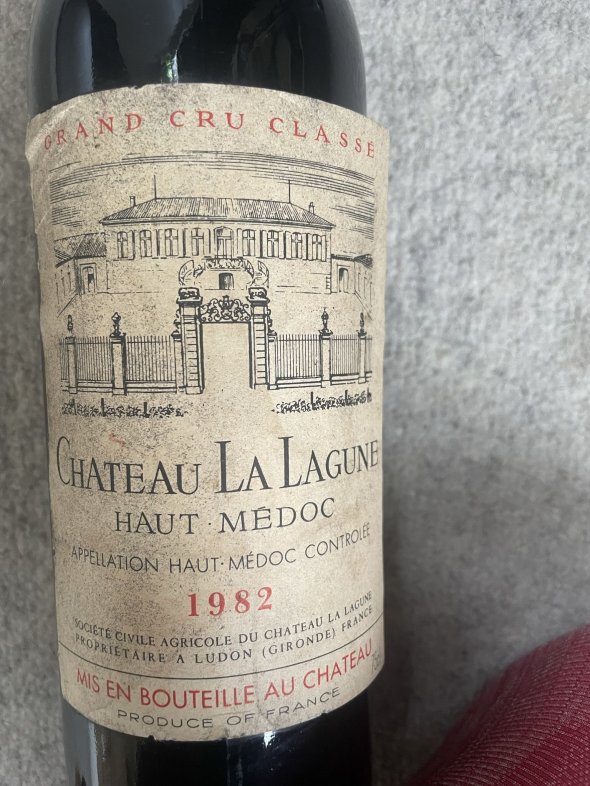 GRAND CRU CLASSÉ
CHATEAU LA LAGUNE
HAUT·MÉDOC
APPELLATION HAUT·MÉDOC CONTROLÉE
1982
SOCIÉTÉ CIVILE AGRICOLE DU CHATEAU LA LAGUNE
PROPRIÉTAIRE A LUDON (GIRONDE) FRANCE
MIS EN BOUTEILLE AU CHATEAU
PRODUCE OF FRANCE